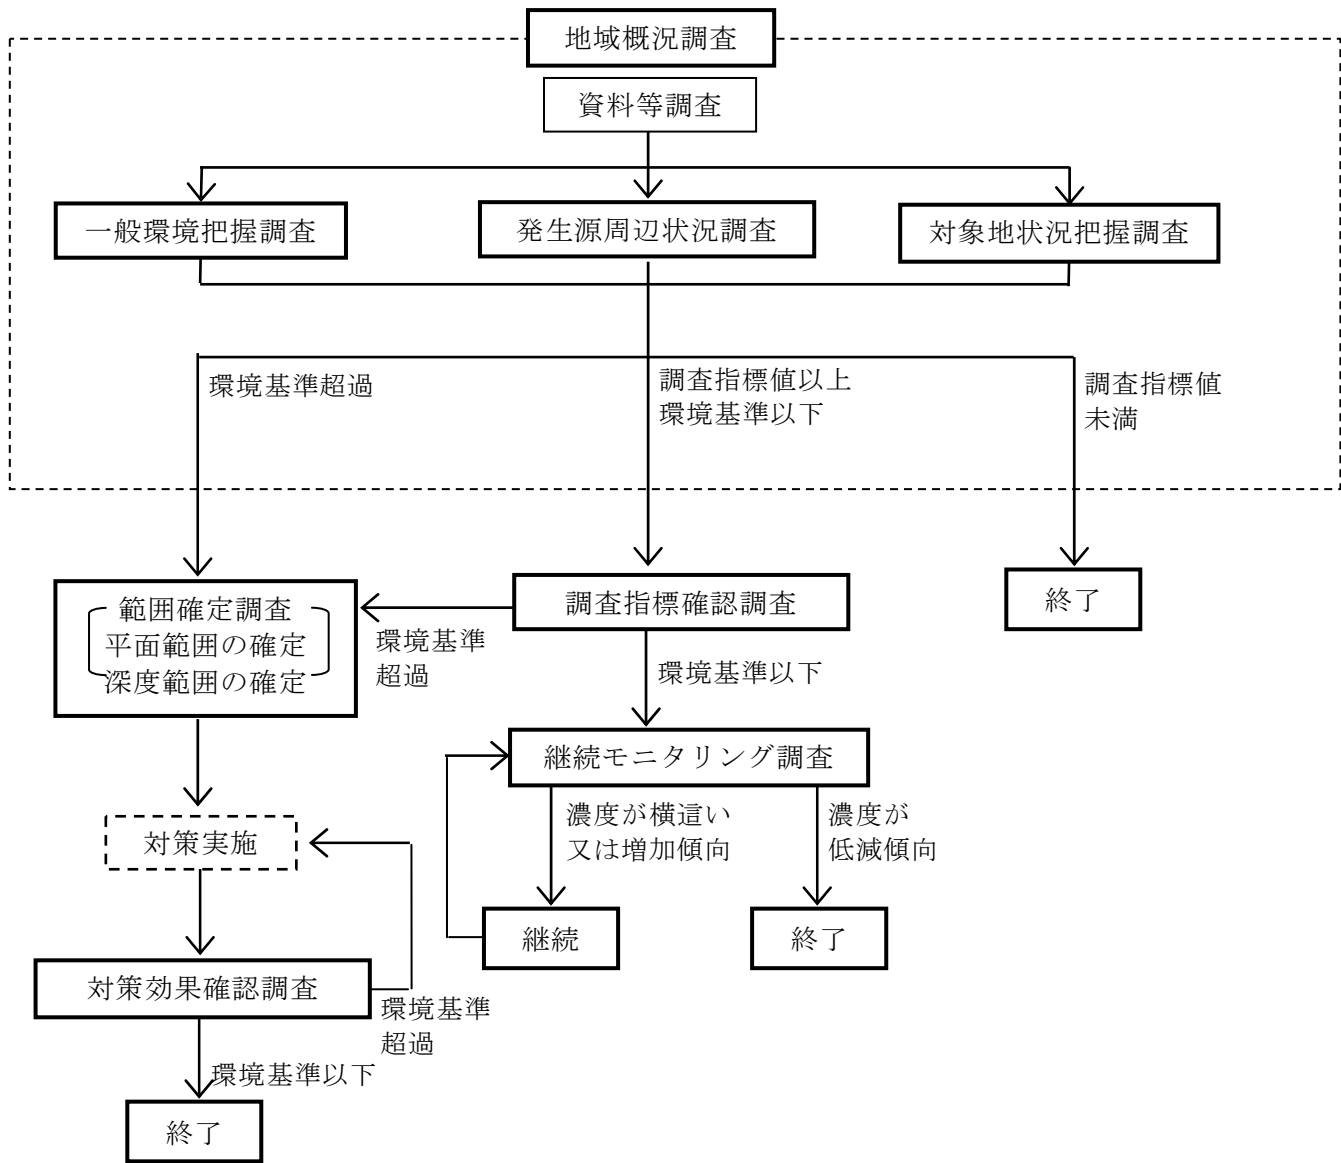 地域概況調査
資料等調査
一般環境把握調査
発生源周辺状況調査
対象地状況把握調査
環境基準超過
調査指標値以上
環境基準以下
調査指標値
未満
範囲確定調査
平面範囲の確定
深度範囲の確定
環境基準
超過
調査指標確認調査
終了
環境基準以下
継続モニタリング調査
濃度が横這い
又は増加傾向
濃度が
低減傾向
対策実施
継続
終了
対策効果確認調査
環境基準
超過
環境基準以下
終了